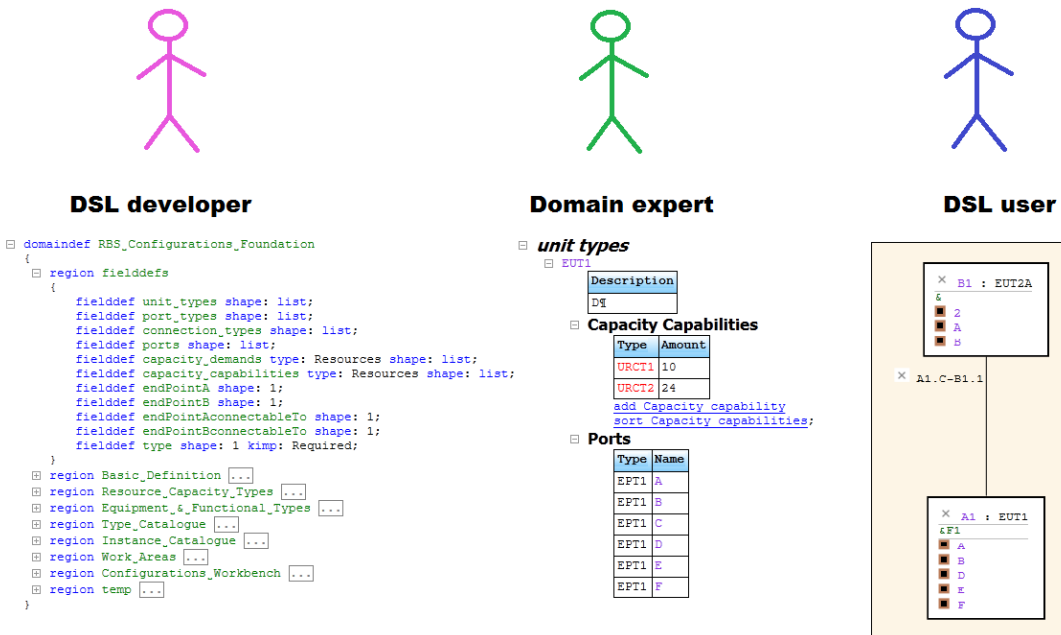 DSL developer
domaindef RBS_Configurations_Foundation
{
region fielddefs
{
fielddef unit_types shape: list;
fielddef port_types shape: list;
fielddef connection_types shape: list;
fielddef ports shape: list;
fielddef capacity_demands type: Resources shape: list;
fielddef capacity_capabilities type: Resources shape: list;
fielddef endPointA shape: 1;
fielddef endPointB shape: 1;
fielddef endPointAconnectableTo shape: 1;
fielddef endPointBconnectableTo shape: 1;
fielddef type shape: 1 kimp: Required;
}
region Basic_Definition ...
region Resource_Capacity_Types ...
region Equipment_&_Functional_Types ...
region Type_Catalogue ...
region Instance_Catalogue ...
region Work_Areas ...
region Configurations_Workbench ...
region temp ...
}
Domain expert
unit types
EUT1
Description
D¶
Capacity Capabilities
Type Amount
URCT1 10
URCT2 24
add Capacity capability
sort Capacity capabilities;
Ports
Type Name
EPT1 A
EPT1 B
EPT1 C
EPT1 D
EPT1 E
EPT1 F
DSL user
B1 : EUT2A
&
2
A
B
A1.C-B1.1
A1 : EUT1
&F1
A
B
D
E
F